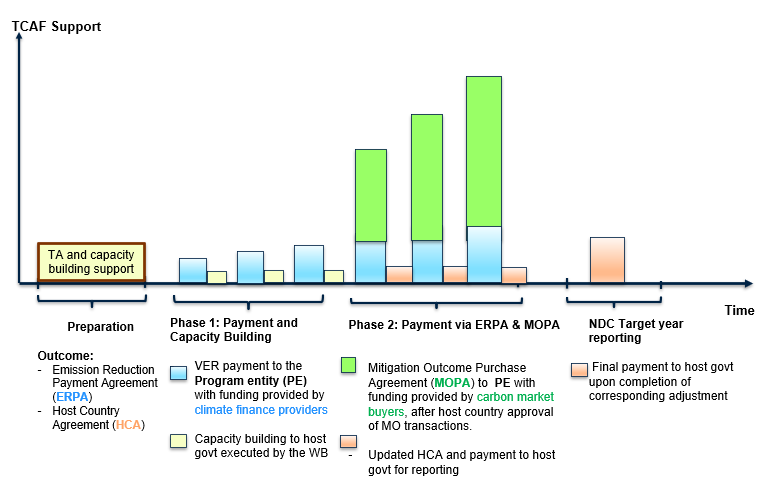 TCAF Support
TA and capacity
building support
Time
Preparation
Outcome:
- Emission Reduction
Payment Agreement
(ERPA)
- Host Country
Agreement (HCA)
Phase 1: Payment and
Capacity Building
VER payment to the
Program entity (PE)
with funding provided by
climate finance providers
Capacity building to host
govt executed by the WB
Phase 2: Payment via ERPA & MOPA
Mitigation Outcome Purchase
Agreement (MOPA) to PE with
funding provided by carbon market
buyers, after host country approval
of MO transactions.
- Updated HCA and payment to host
govt for reporting
NDC Target year
reporting
Final payment to host govt
upon completion of
corresponding adjustment